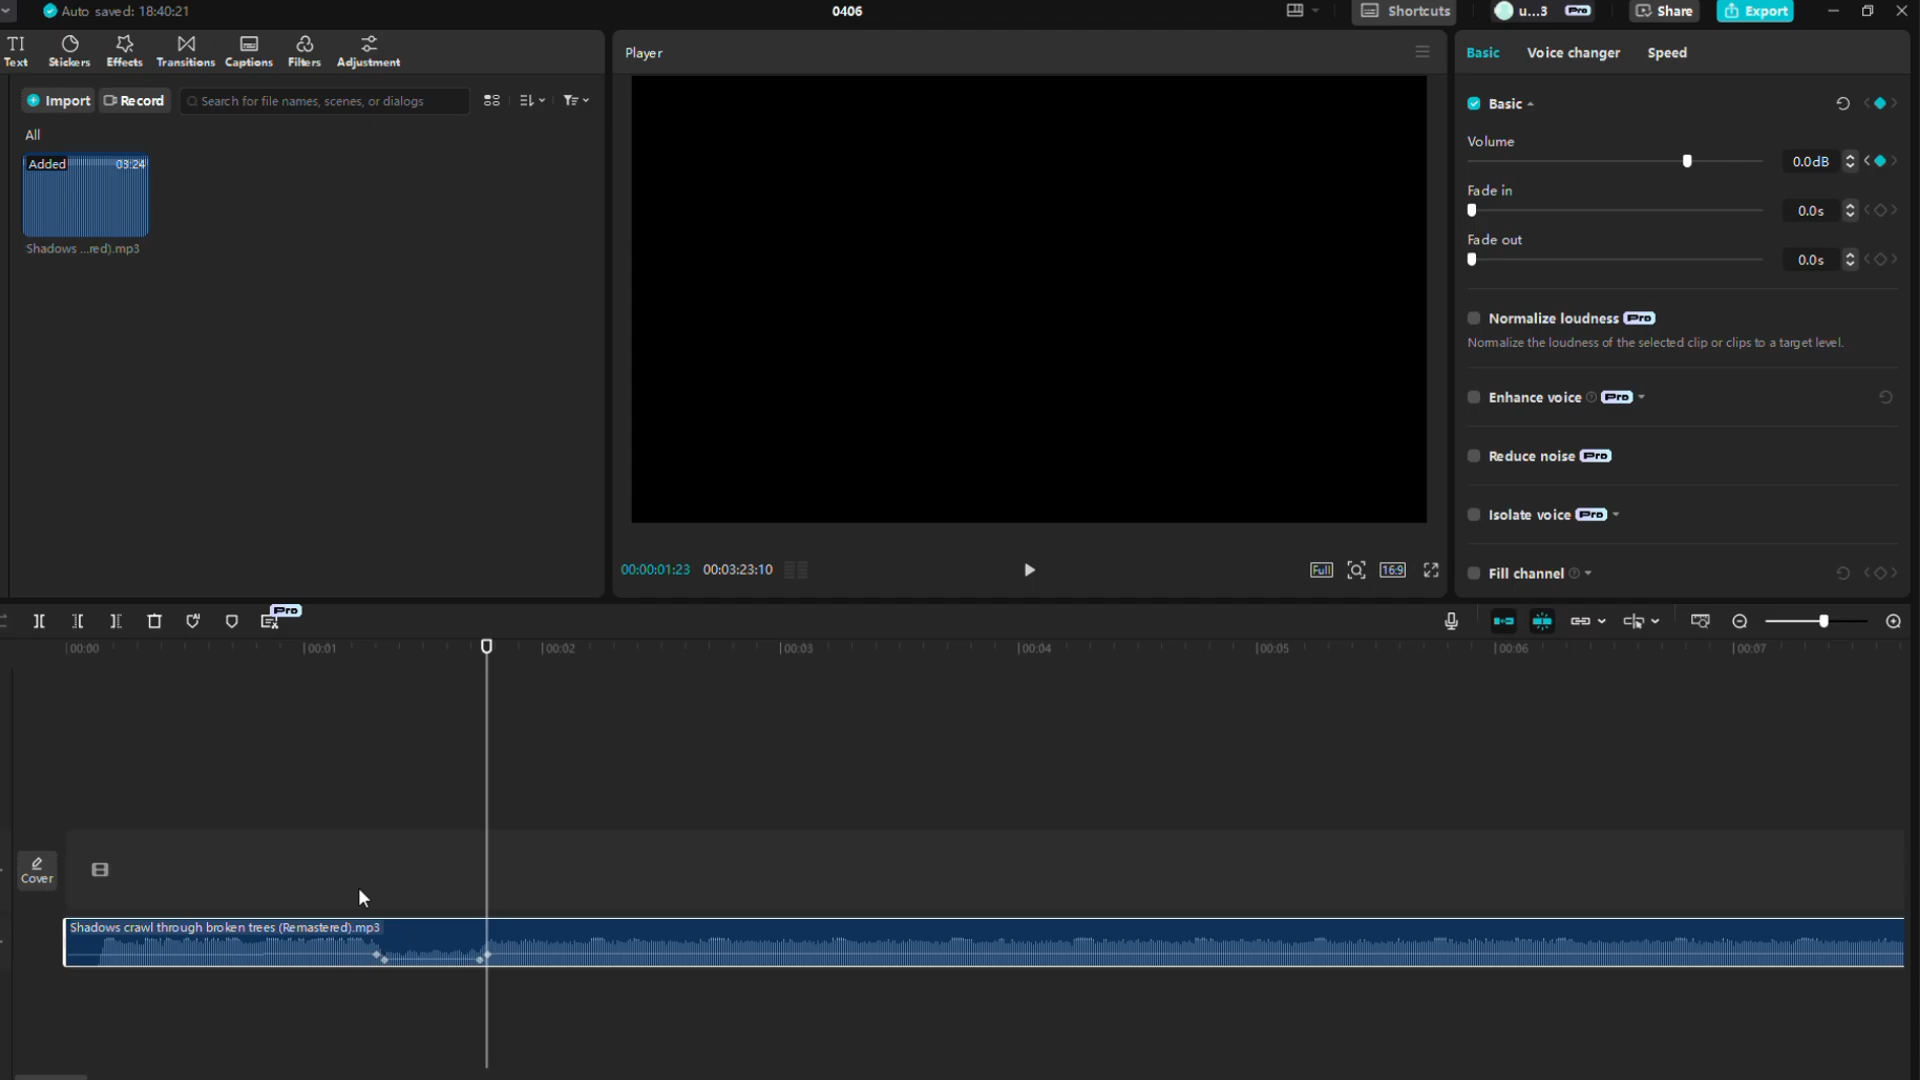 Auto saved: 18:40:21
0406
Shortcuts
u...3
Pro
Share
Export
TI
Text
Stickers
Effects
Transitions
Captions
Filters
Adjustment
Import
Record
Search for file names, scenes, or dialogs
All
Added
03:24
Shadows ...red).mp3
Player
00:00:01:23
00:03:23:10
Full
16:9
Basic
Voice changer
Speed
Basic
Volume
0.0dB
Fade in
0.0s
Fade out
0.0s
Normalize loudness Pro
Normalize the loudness of the selected clip or clips to a target level.
Enhance voice Pro
Reduce noise Pro
Isolate voice Pro
Fill channel
Pro
00:00
00:01
00:02
00:03
00:04
00:05
00:06
00:07
Cover
Shadows crawl through broken trees (Remastered).mp3